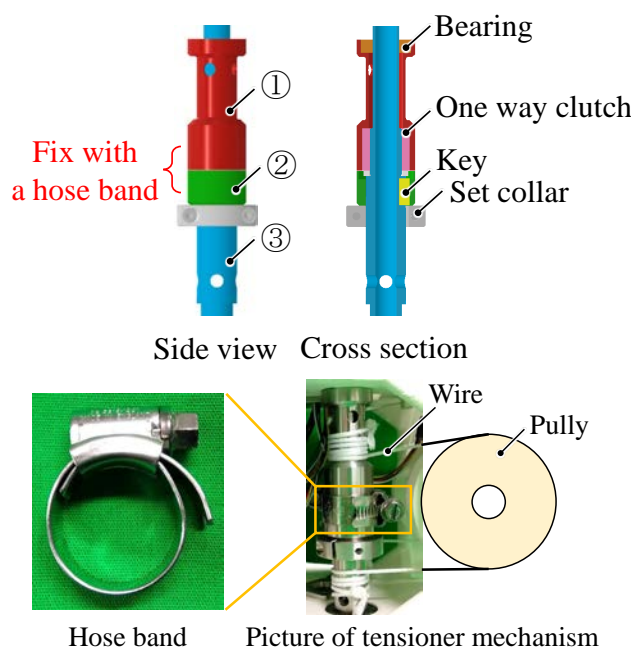 Bearing
①
One way clutch
Fix with
a hose band
②
Key
Set collar
③
Side view
Cross section
Wire
Pully
Hose band
Picture of tensioner mechanism